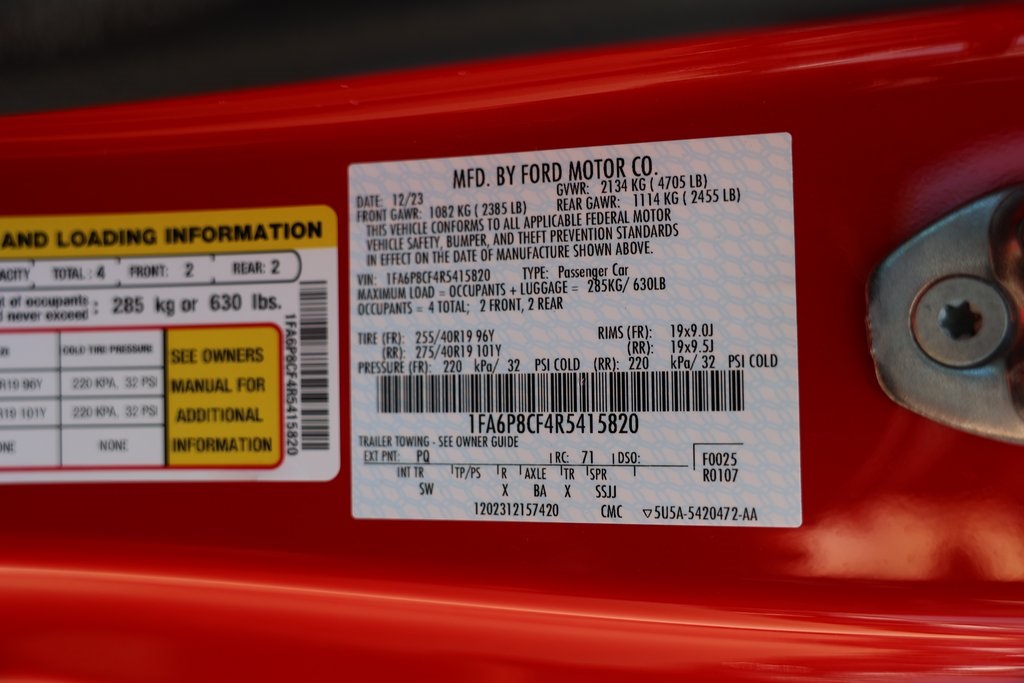 AND LOADING INFORMATION
ACITY TOTAL: 4 FRONT: 2 REAR: 2
of occupants
never exceed : 285 kg or 630 lbs.
COLD TIRE PRESSURE
R19 96Y 220 KPA, 32 PSI
R19 101Y 220 KPA, 32 PSI
ONE NONE
SEE OWNERS
MANUAL FOR
ADDITIONAL
INFORMATION
1FA6P8CF4R5415820
MFD. BY FORD MOTOR CO.
DATE: 12/23 GVWR: 2134 KG ( 4705 LB)
FRONT GAWR: 1082 KG ( 2385 LB) REAR GAWR: 1114 KG ( 2455 LB)
THIS VEHICLE CONFORMS TO ALL APPLICABLE FEDERAL MOTOR
VEHICLE SAFETY, BUMPER, AND THEFT PREVENTION STANDARDS
IN EFFECT ON THE DATE OF MANUFACTURE SHOWN ABOVE.
VIN: 1FA6P8CF4R5415820 TYPE: Passenger Car
MAXIMUM LOAD = OCCUPANTS + LUGGAGE = 285KG/ 630LB
OCCUPANTS = 4 TOTAL; 2 FRONT, 2 REAR
TIRE (FR): 255/40R19 96Y RIMS (FR): 19x9.0J
(RR): 275/40R19 101Y (RR): 19x9.5J
PRESSURE (FR): 220 kPa/ 32 PSI COLD (RR): 220 kPa/ 32 PSI COLD
1FA6P8CF4R5415820
TRAILER TOWING - SEE OWNER GUIDE
EXT PNT: PQ RC: 71 DSO: F0025
R0107
INT TR TP/PS R AXLE TR SPR
SW X BA X SSJJ
1202312157420 CMC ▽5U5A-5420472-AA